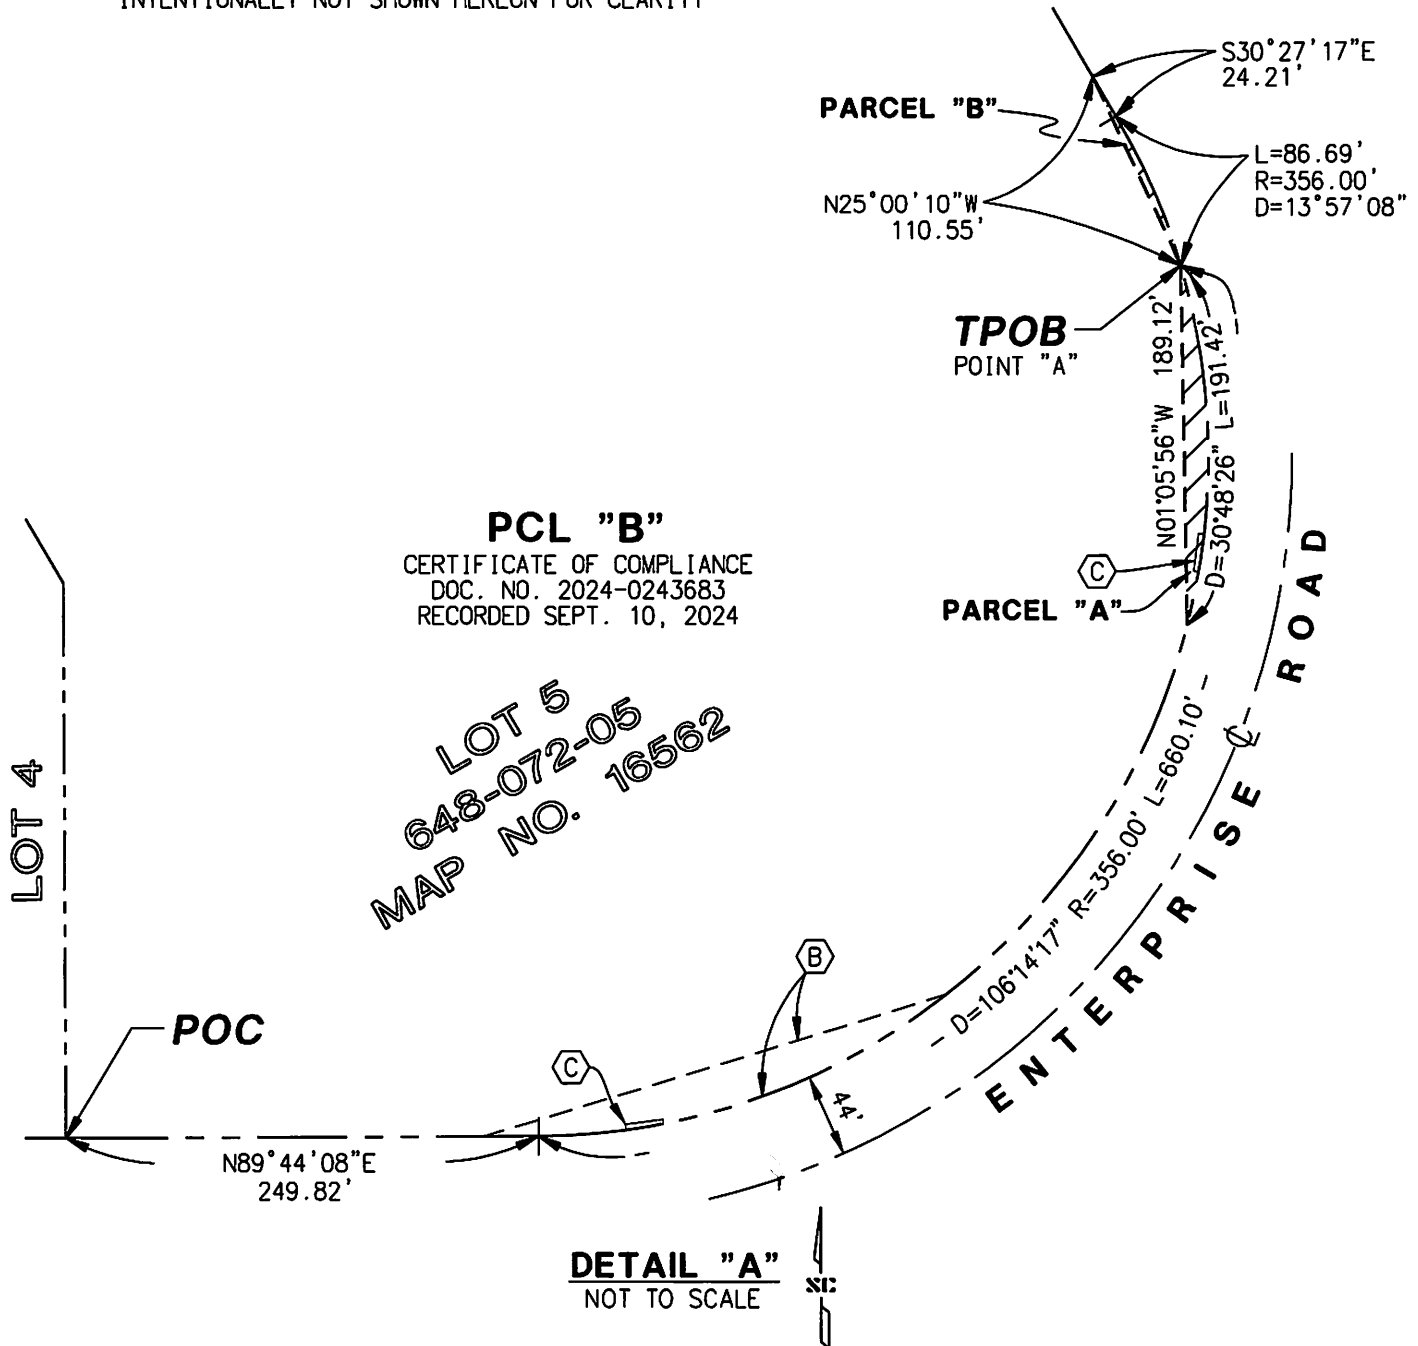 S30°27'17"E
24.21'
PARCEL "B"
L=86.69'
R=356.00'
D=13°57'08"
N25°00'10"W
110.55'
TPOB
POINT "A"
N01°05'56"W 189.12'
D=30°48'26" L=191.42'
PCL "B"
CERTIFICATE OF COMPLIANCE
DOC. NO. 2024-0243683
RECORDED SEPT. 10, 2024
C
PARCEL "A"
LOT 5
648-072-05
MAP NO. 16562
LOT 4
D=106°14'17" R=356.00' L=660.10'
ENTERPRISE ROAD
B
POC
C
44'
N89°44'08"E
249.82'
DETAIL "A"
NOT TO SCALE